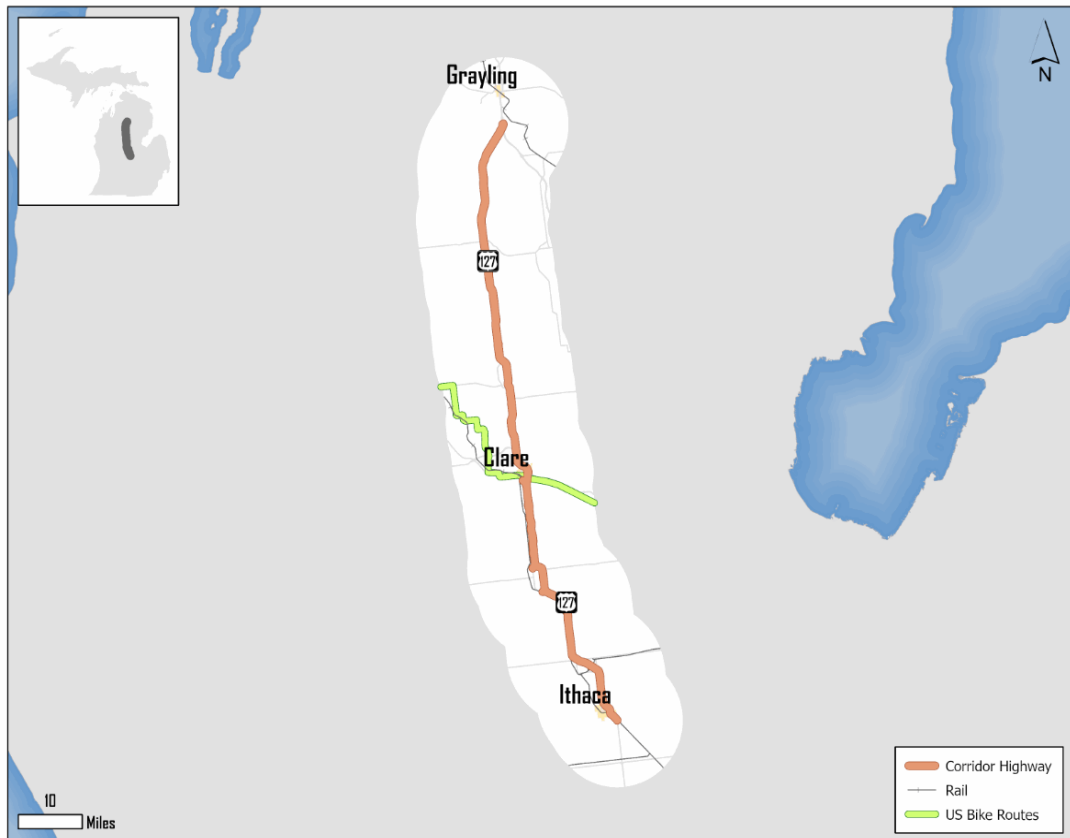 Grayling
N
127
Clare
127
Ithaca
10
Miles
Corridor Highway
Rail
US Bike Routes